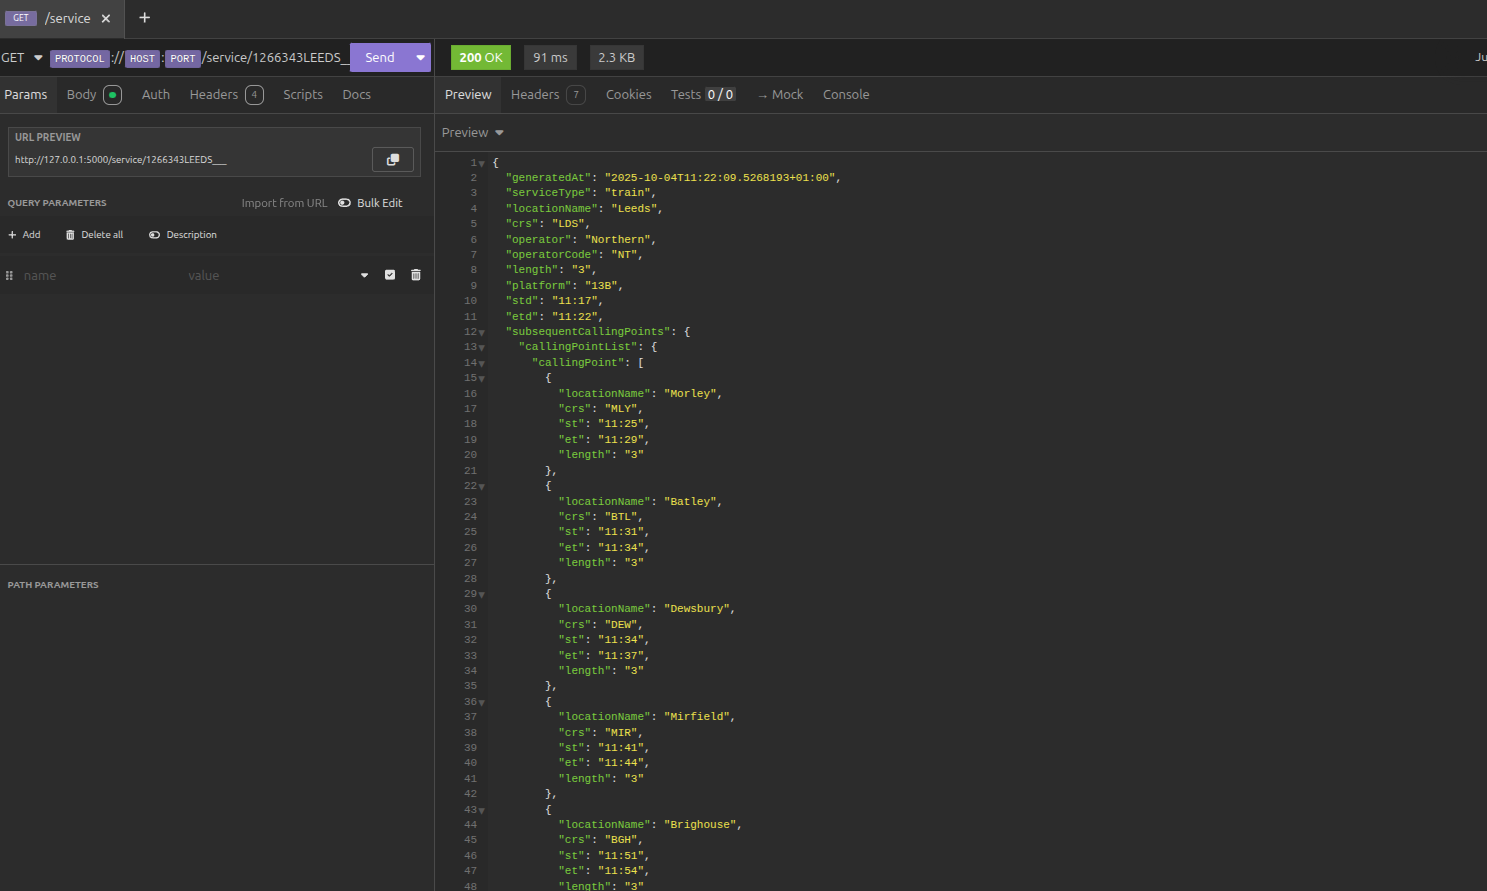 GET /service
GET PROTOCOL :// HOST : PORT /service/1266343LEEDS__ Send
200 OK 91 ms 2.3 KB
Params Body Auth Headers 4 Scripts Docs
Preview Headers 7 Cookies Tests 0 / 0 → Mock Console
URL PREVIEW
http://127.0.0.1:5000/service/1266343LEEDS___
QUERY PARAMETERS Import from URL Bulk Edit
Add Delete all Description
name value
PATH PARAMETERS
Preview
1 {
2 "generatedAt": "2025-10-04T11:22:09.5268193+01:00",
3 "serviceType": "train",
4 "locationName": "Leeds",
5 "crs": "LDS",
6 "operator": "Northern",
7 "operatorCode": "NT",
8 "length": "3",
9 "platform": "13B",
10 "std": "11:17",
11 "etd": "11:22",
12 "subsequentCallingPoints": {
13 "callingPointList": {
14 "callingPoint": [
15 {
16 "locationName": "Morley",
17 "crs": "MLY",
18 "st": "11:25",
19 "et": "11:29",
20 "length": "3"
21 },
22 {
23 "locationName": "Batley",
24 "crs": "BTL",
25 "st": "11:31",
26 "et": "11:34",
27 "length": "3"
28 },
29 {
30 "locationName": "Dewsbury",
31 "crs": "DEW",
32 "st": "11:34",
33 "et": "11:37",
34 "length": "3"
35 },
36 {
37 "locationName": "Mirfield",
38 "crs": "MIR",
39 "st": "11:41",
40 "et": "11:44",
41 "length": "3"
42 },
43 {
44 "locationName": "Brighouse",
45 "crs": "BGH",
46 "st": "11:51",
47 "et": "11:54",
48 "length": "3"